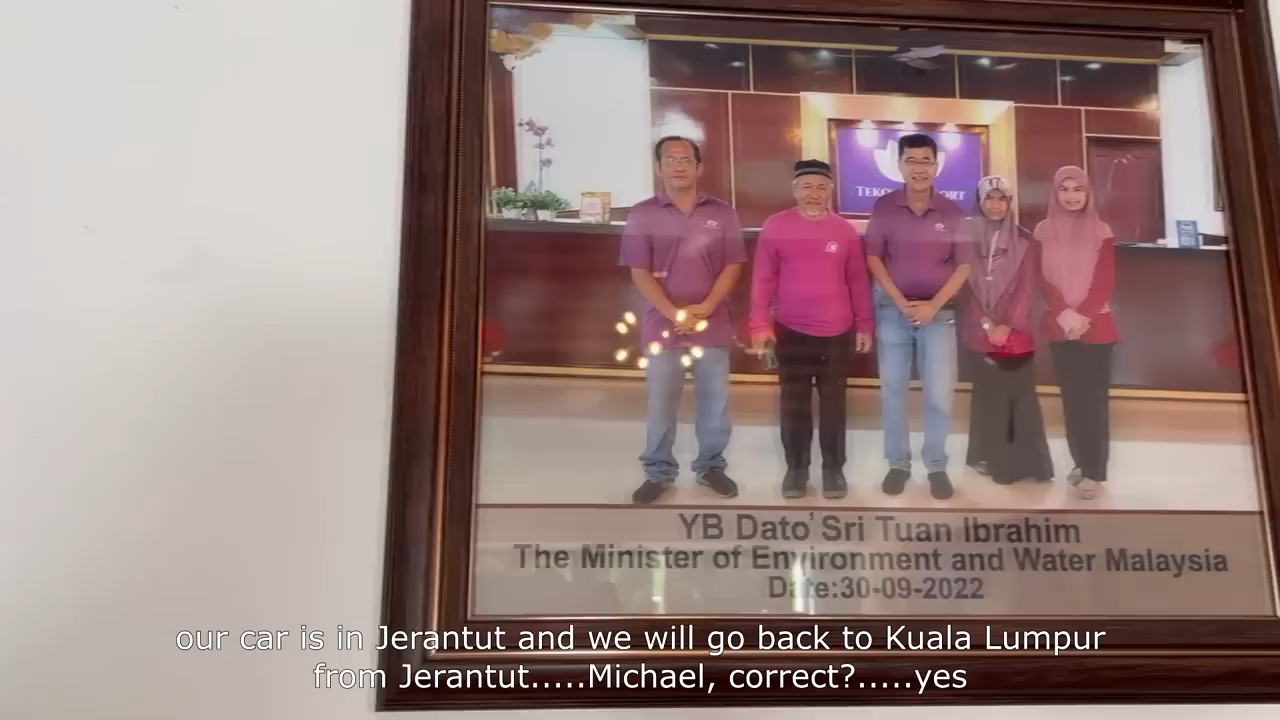 YB Dato' Sri Tuan Ibrahim
The Minister of Environment and Water Malaysia
Date:30-09-2022
our car is in Jerantut and we will go back to Kuala Lumpur
from Jerantut.....Michael, correct?.....yes